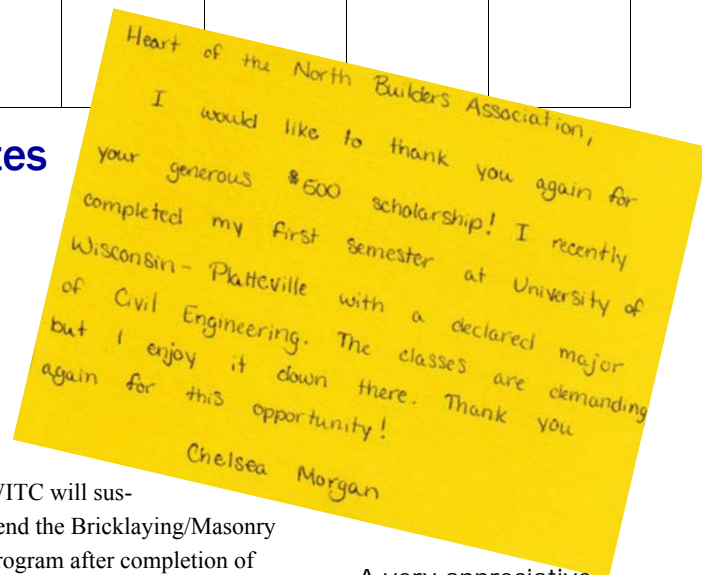 Heart of the North Builders Association,
I would like to thank you again for
your generous $500 scholarship! I recently
completed my first semester at University of
Wisconsin - Platteville with a declared major
of Civil Engineering. The classes are demanding
but I enjoy it down there. Thank you
again for this opportunity!
Chelsea Morgan
tes
ITC will sus-
end the Bricklaying/Masonry
rogram after completion of
A very appreciative